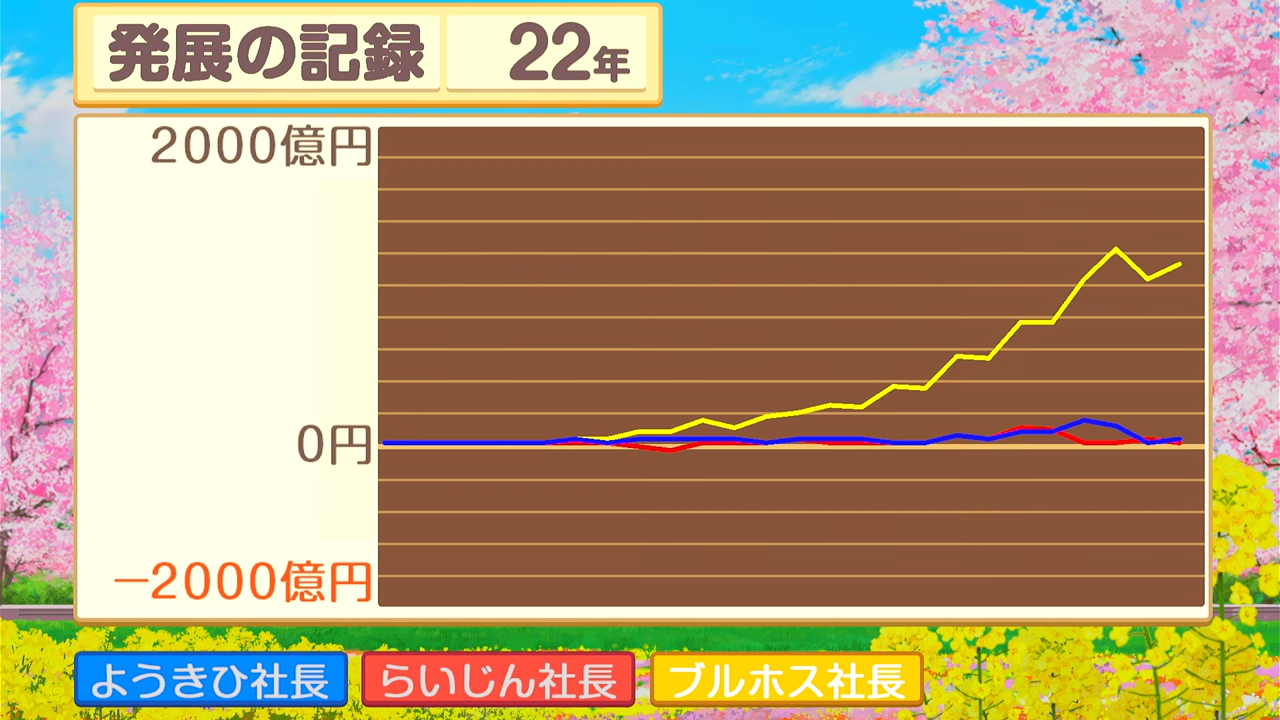 発展の記録 22年
2000億円
0円
−2000億円
ようきひ社長 らいじん社長 ブルホス社長